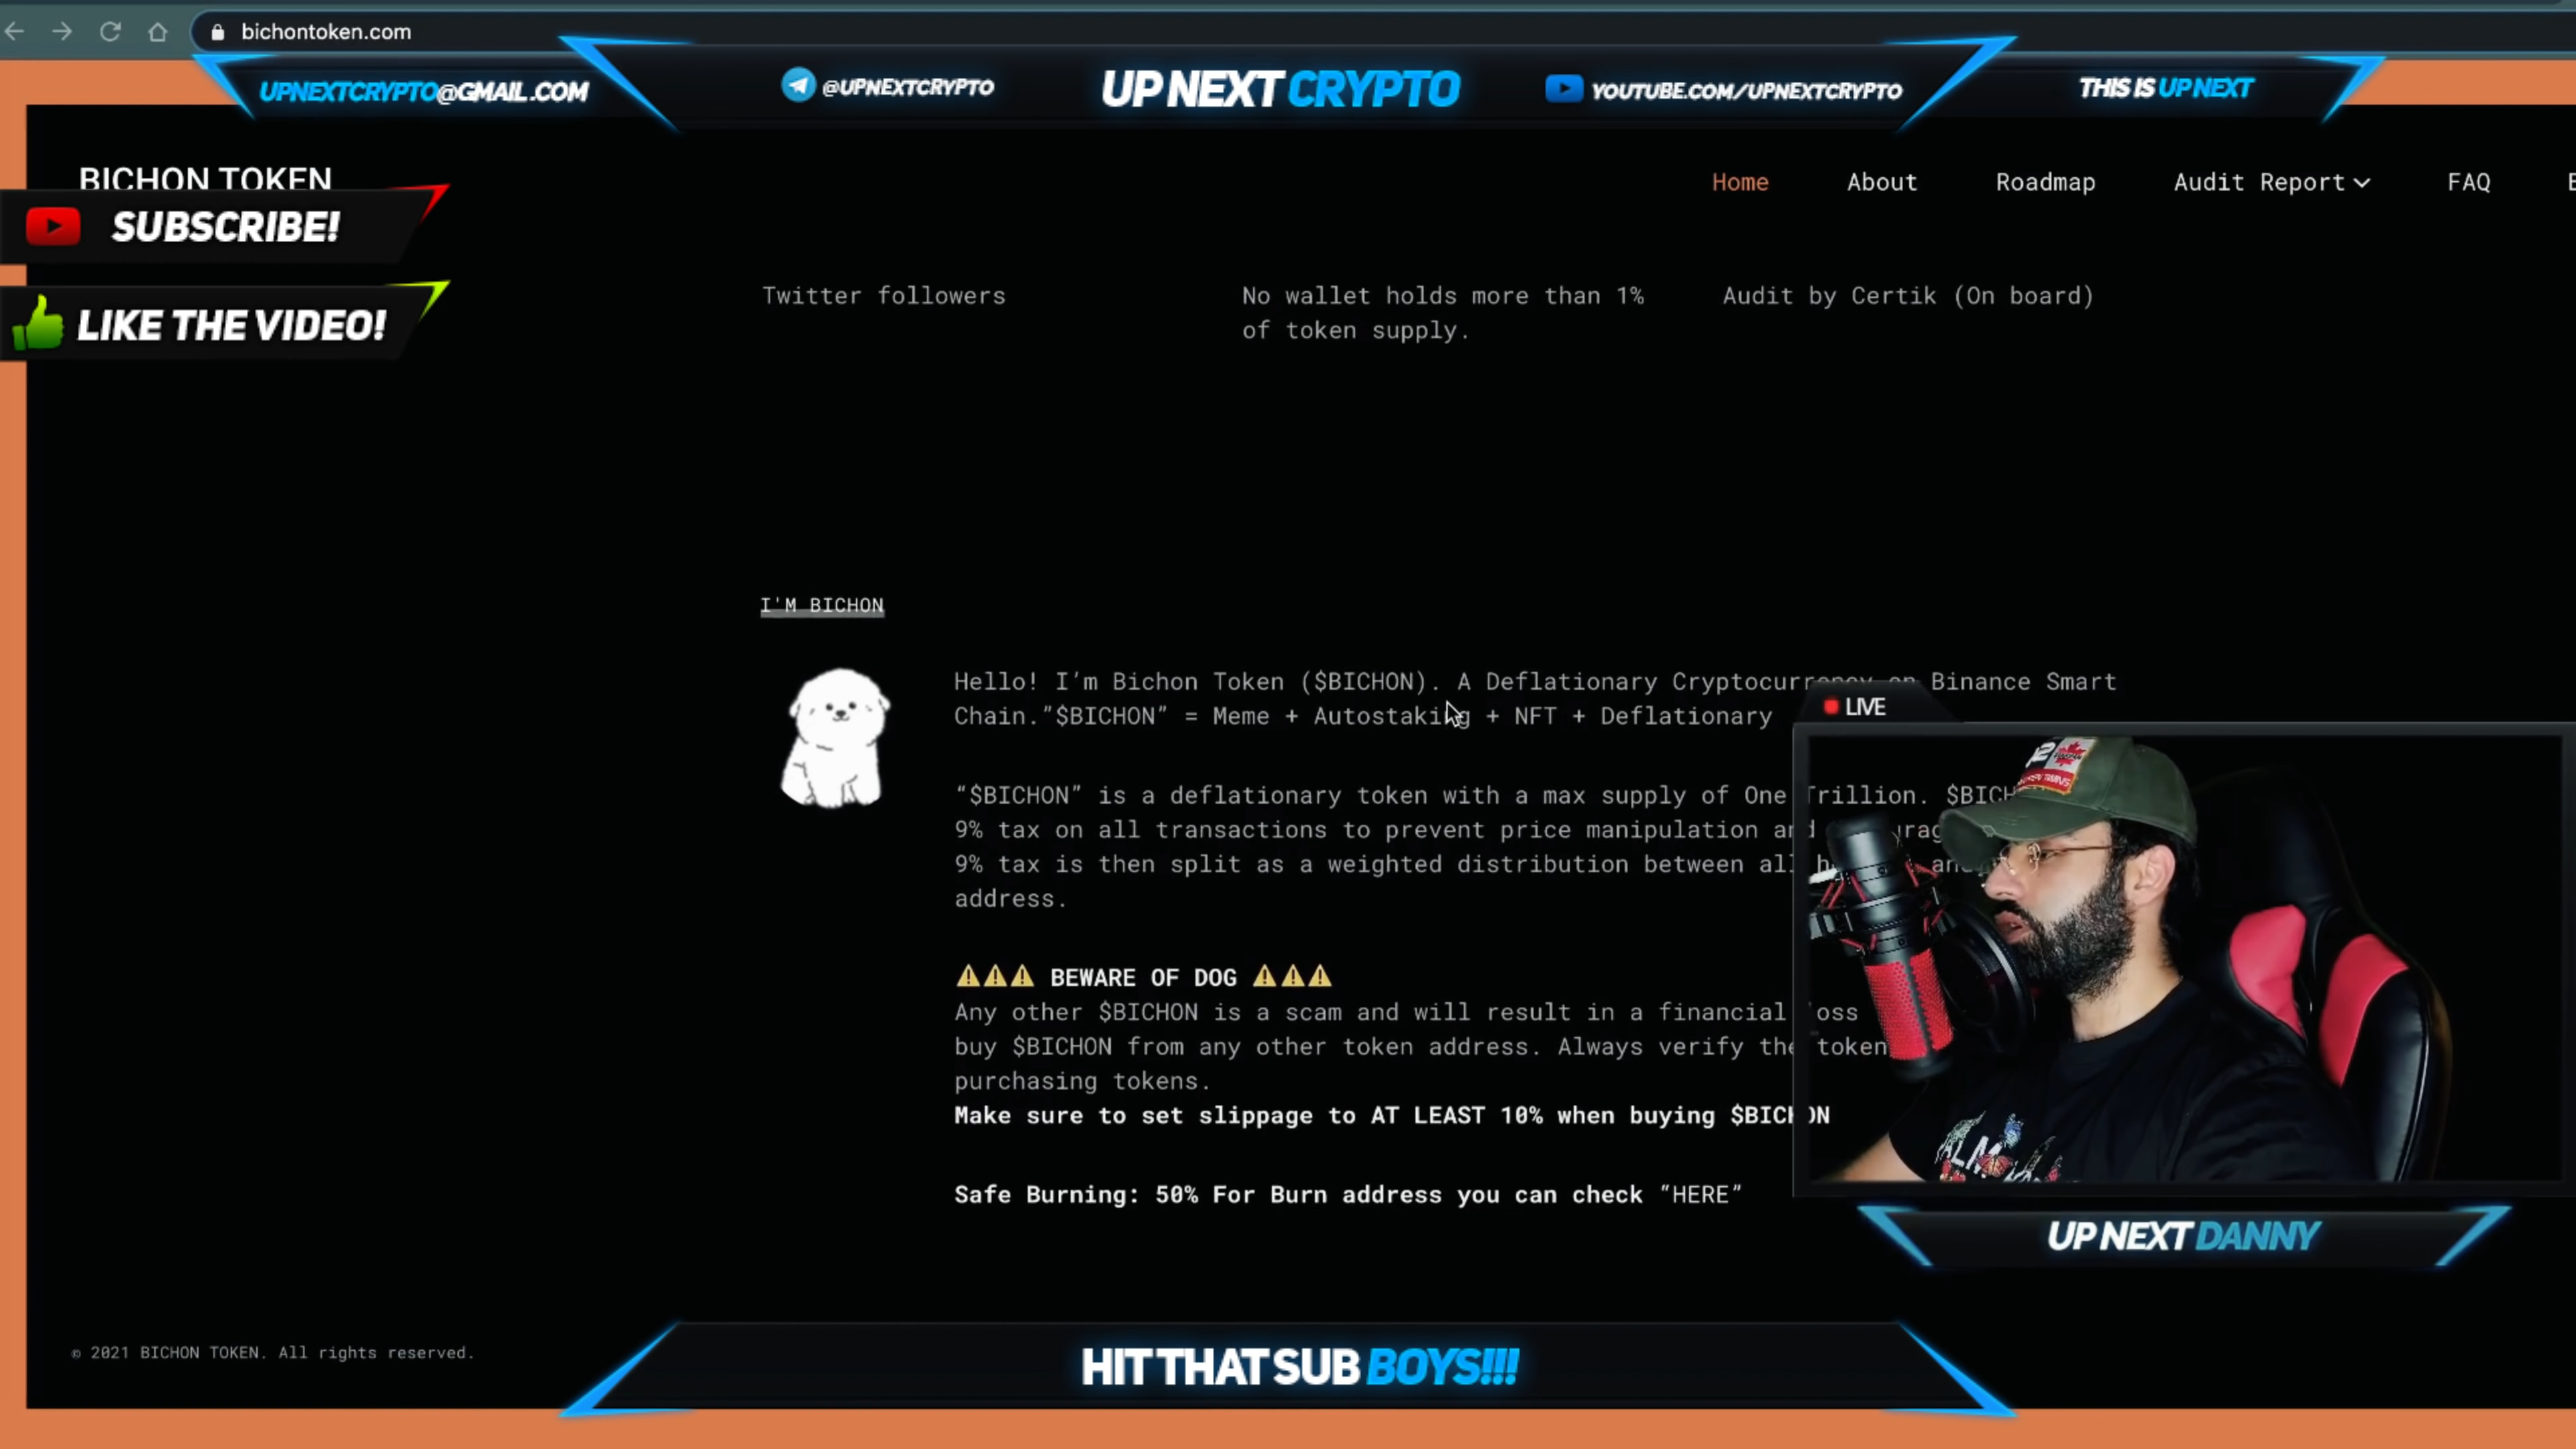 bichontoken.com
UPNEXTCRYPTO@GMAIL.COM
@UPNEXTCRYPTO
UP NEXT CRYPTO
YOUTUBE.COM/UPNEXTCRYPTO
THIS IS UP NEXT
BICHON TOKEN
Home
About
Roadmap
Audit Report
FAQ
SUBSCRIBE!
LIKE THE VIDEO!
Twitter followers
No wallet holds more than 1%
of token supply.
Audit by Certik (On board)
I'M BICHON
Hello! I'm Bichon Token ($BICHON). A Deflationary Cryptocurrency on Binance Smart
Chain."$BICHON" = Meme + Autostaking + NFT + Deflationary
"$BICHON" is a deflationary token with a max supply of One Trillion.
9% tax on all transactions to prevent price manipulation and
9% tax is then split as a weighted distribution between all
address.
⚠⚠⚠ BEWARE OF DOG ⚠⚠⚠
Any other $BICHON is a scam and will result in a financial loss
buy $BICHON from any other token address. Always verify the token
purchasing tokens.
Make sure to set slippage to AT LEAST 10% when buying $BICHON
Safe Burning: 50% For Burn address you can check "HERE"
LIVE
UP NEXT DANNY
© 2021 BICHON TOKEN. All rights reserved.
HIT THAT SUB BOYS!!!